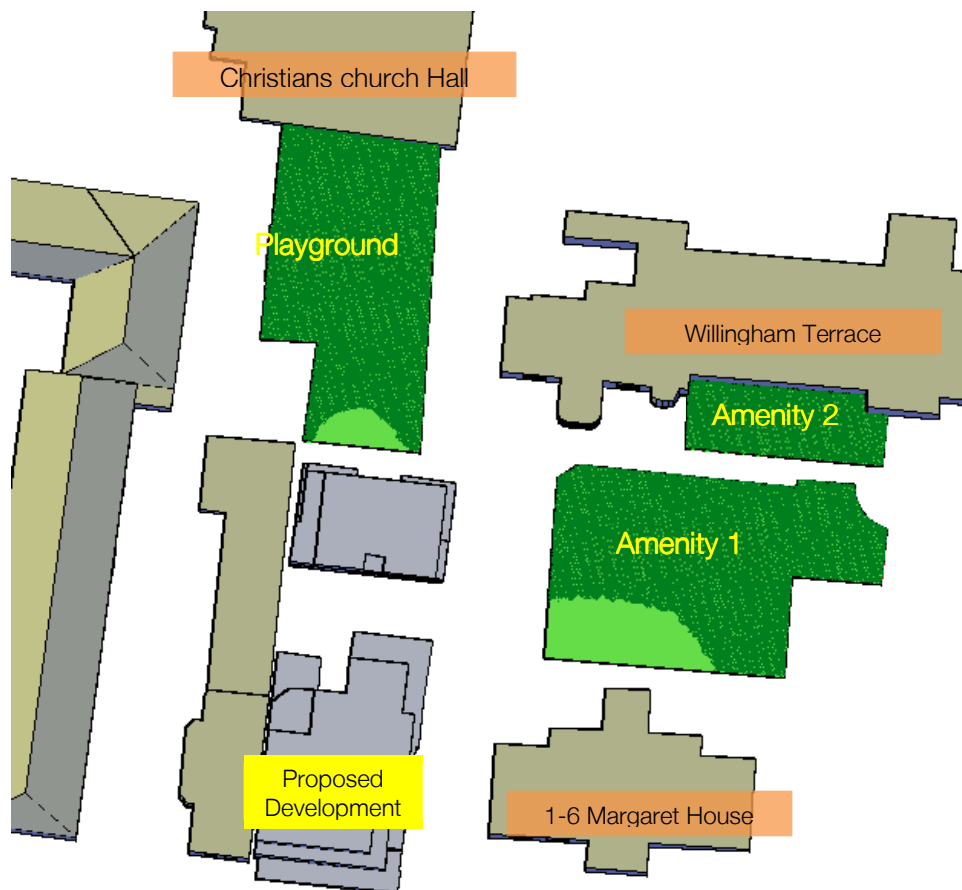 Christians church Hall
Playground
Willingham Terrace
Amenity 2
Amenity 1
Proposed
Development
1-6 Margaret House